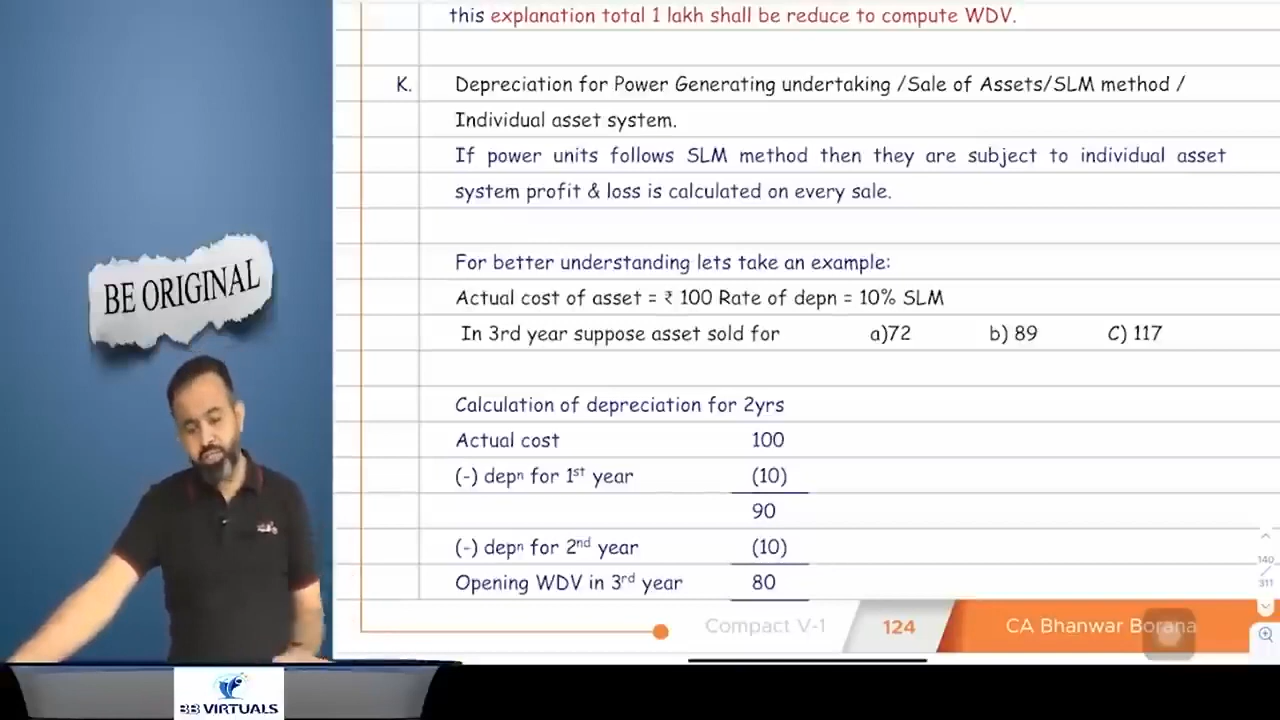 this explanation total 1 lakh shall be reduce to compute WDV.
K. Depreciation for Power Generating undertaking /Sale of Assets/SLM method /
Individual asset system.
If power units follows SLM method then they are subject to individual asset
system profit & loss is calculated on every sale.
For better understanding lets take an example:
Actual cost of asset = ₹ 100 Rate of depn = 10% SLM
In 3rd year suppose asset sold for a)72 b) 89 C) 117
Calculation of depreciation for 2yrs
Actual cost 100
(-) depⁿ for 1st year (10)
90
(-) depⁿ for 2nd year (10)
Opening WDV in 3rd year 80
Compact V-1 124 CA Bhanwar Borana
140
/
311
BE ORIGINAL
BB VIRTUALS